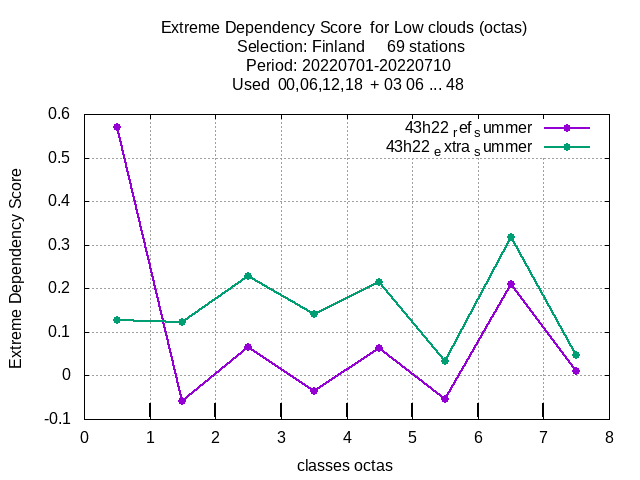 Extreme Dependency Score  for Low clouds (octas)
Selection: Finland     69 stations
Period: 20220701-20220710
Used  00,06,12,18  + 03 06 ... 48
43h22 ref summer
43h22 extra summer
0.6
0.5
0.4
0.3
0.2
0.1
0
-0.1
Extreme Dependency Score
0 1 2 3 4 5 6 7 8
classes octas